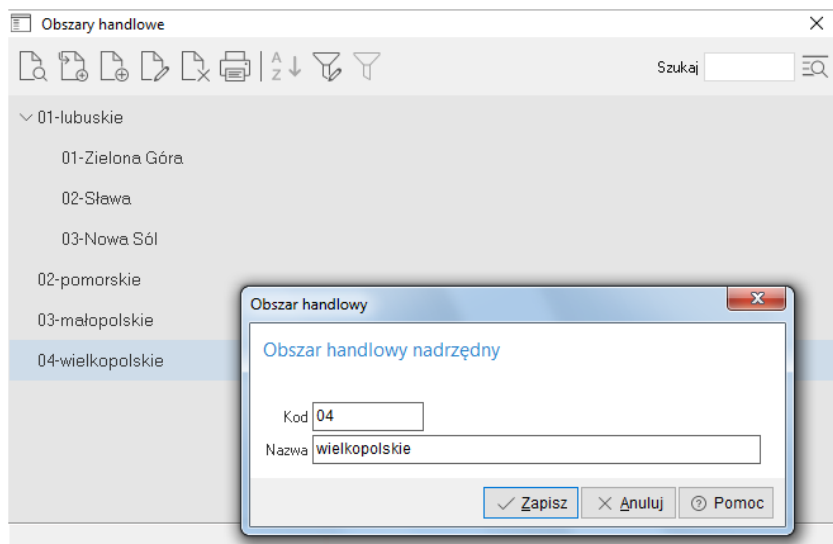 Obszary handlowe
Szukaj
01-lubuskie
01-Zielona Góra
02-Sława
03-Nowa Sól
02-pomorskie
03-małopolskie
04-wielkopolskie
Obszar handlowy
Obszar handlowy nadrzędny
Kod 04
Nazwa wielkopolskie
Zapisz Anuluj Pomoc